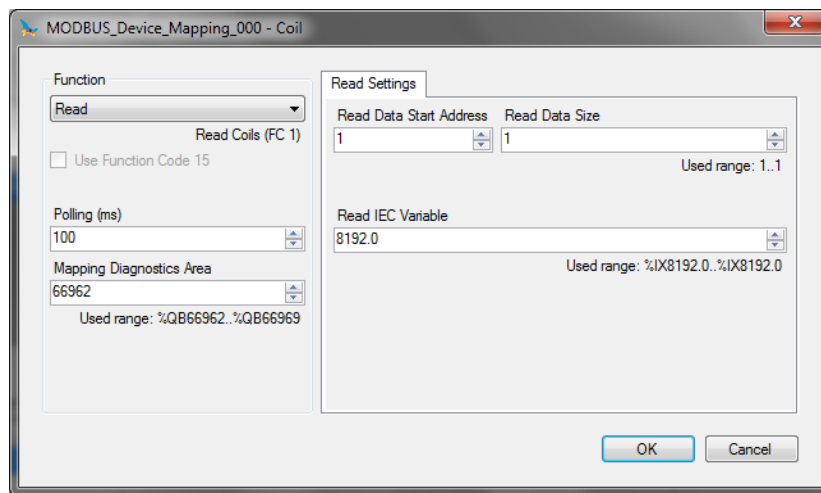 MODBUS_Device_Mapping_000 - Coil
Function
Read
Read Coils (FC 1)
Use Function Code 15
Polling (ms)
100
Mapping Diagnostics Area
66962
Used range: %QB66962..%QB66969
Read Settings
Read Data Start Address Read Data Size
1 1
Used range: 1..1
Read IEC Variable
8192.0
Used range: %IX8192.0..%IX8192.0
OK Cancel